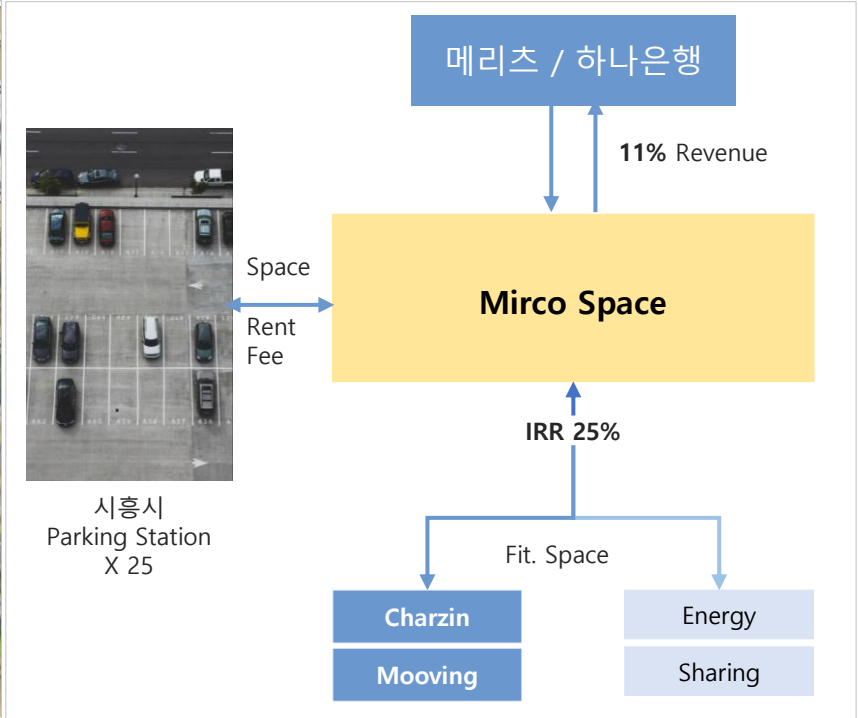 메리츠 / 하나은행
11% Revenue
Space
Rent
Fee
Mirco Space
IRR 25%
시흥시
Parking Station
X 25
Fit. Space
Charzin
Energy
Mooving
Sharing